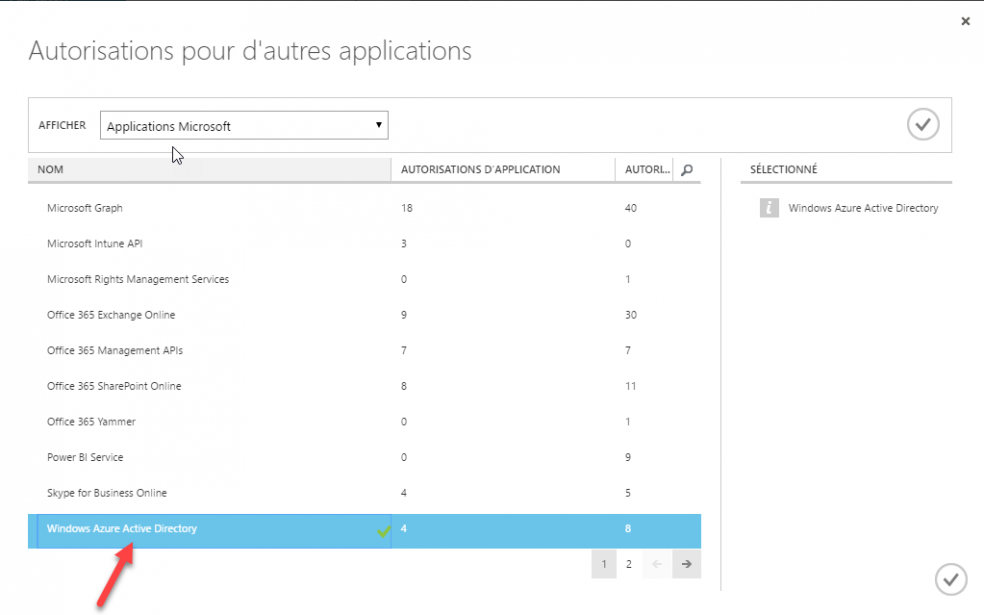 Autorisations pour d'autres applications
AFFICHER Applications Microsoft
NOM AUTORISATIONS D'APPLICATION AUTORI... SÉLECTIONNÉ
Microsoft Graph 18 40 Windows Azure Active Directory
Microsoft Intune API 3 0
Microsoft Rights Management Services 0 1
Office 365 Exchange Online 9 30
Office 365 Management APIs 7 7
Office 365 SharePoint Online 8 11
Office 365 Yammer 0 1
Power BI Service 0 9
Skype for Business Online 4 5
Windows Azure Active Directory 4 8
1 2